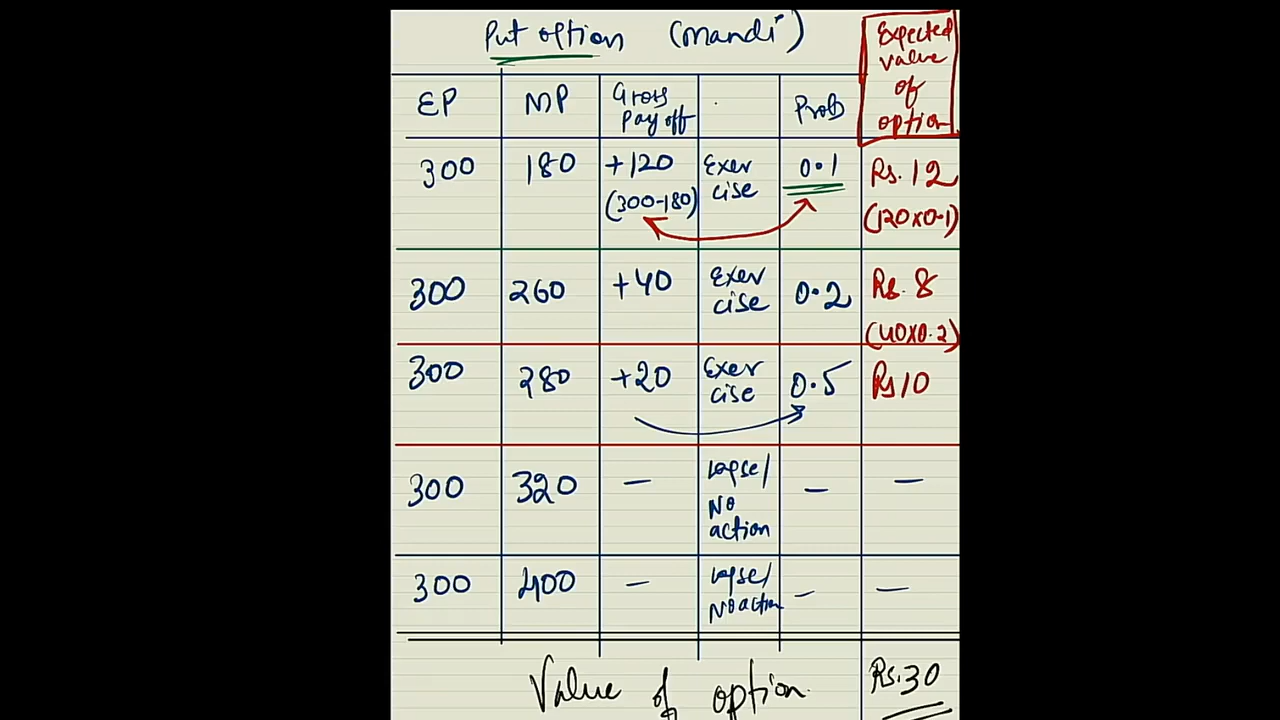 Put option (mandi)
Expected value of option
EP MP Gross Pay off Prob
300 180 +120 (300-180) Exercise 0.1 Rs. 12 (120x0.1)
300 260 +40 Exercise 0.2 Rs. 8 (40x0.2)
300 280 +20 Exercise 0.5 Rs 10
300 320 — Lapse/ No action — —
300 400 — Lapse/ No action — —
Value of option Rs. 30